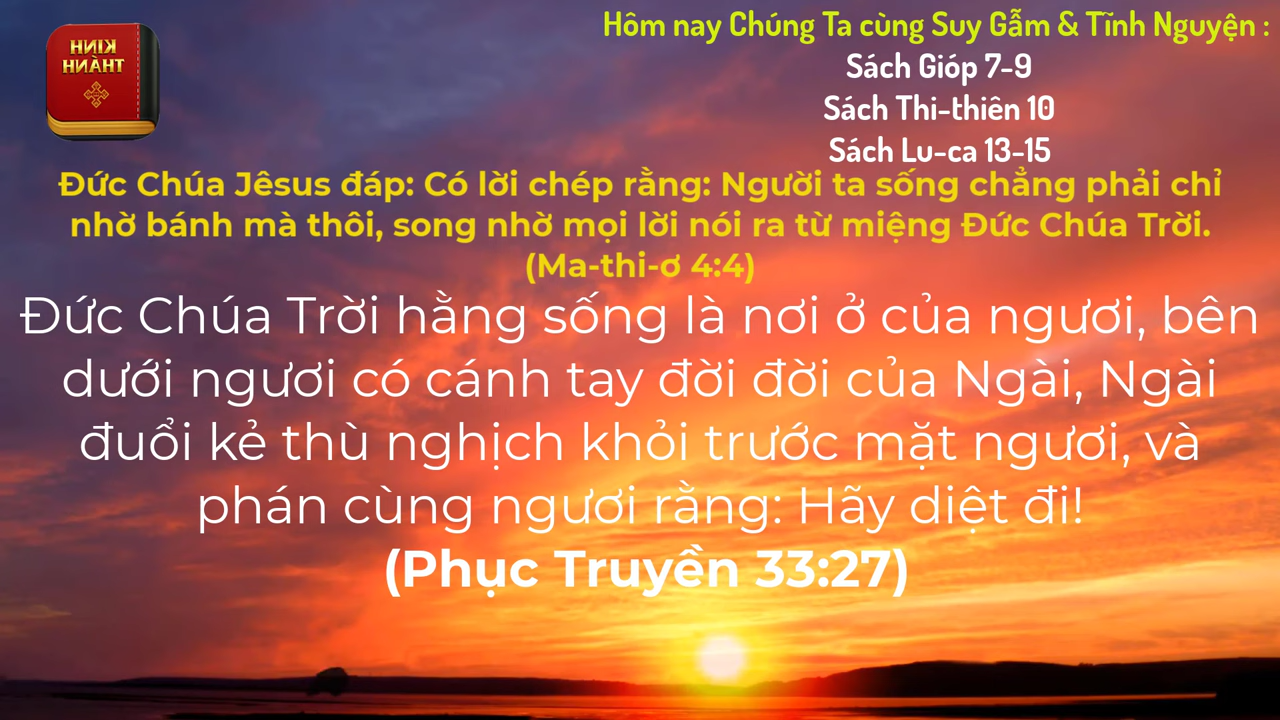 KINH
THÀNH
Hôm nay Chúng Ta cùng Suy Gẫm & Tĩnh Nguyện :
Sách Gióp 7-9
Sách Thi-thiên 10
Sách Lu-ca 13-15
Đức Chúa Jêsus đáp: Có lời chép rằng: Người ta sống chẳng phải chỉ
nhờ bánh mà thôi, song nhờ mọi lời nói ra từ miệng Đức Chúa Trời.
(Ma-thi-ơ 4:4)
Đức Chúa Trời hằng sống là nơi ở của ngươi, bên
dưới ngươi có cánh tay đời đời của Ngài, Ngài
đuổi kẻ thù nghịch khỏi trước mặt ngươi, và
phán cùng ngươi rằng: Hãy diệt đi!
(Phục Truyền 33:27)